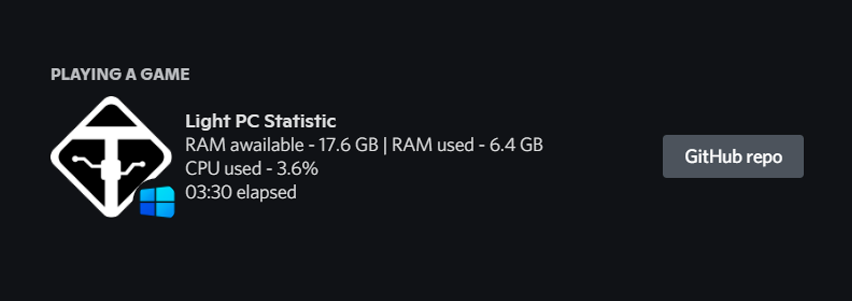 PLAYING A GAME
Light PC Statistic
RAM awailable - 17.6 GB | RAM used - 6.4 GB
CPU used - 3.6%
03:30 elapsed
GitHub repo